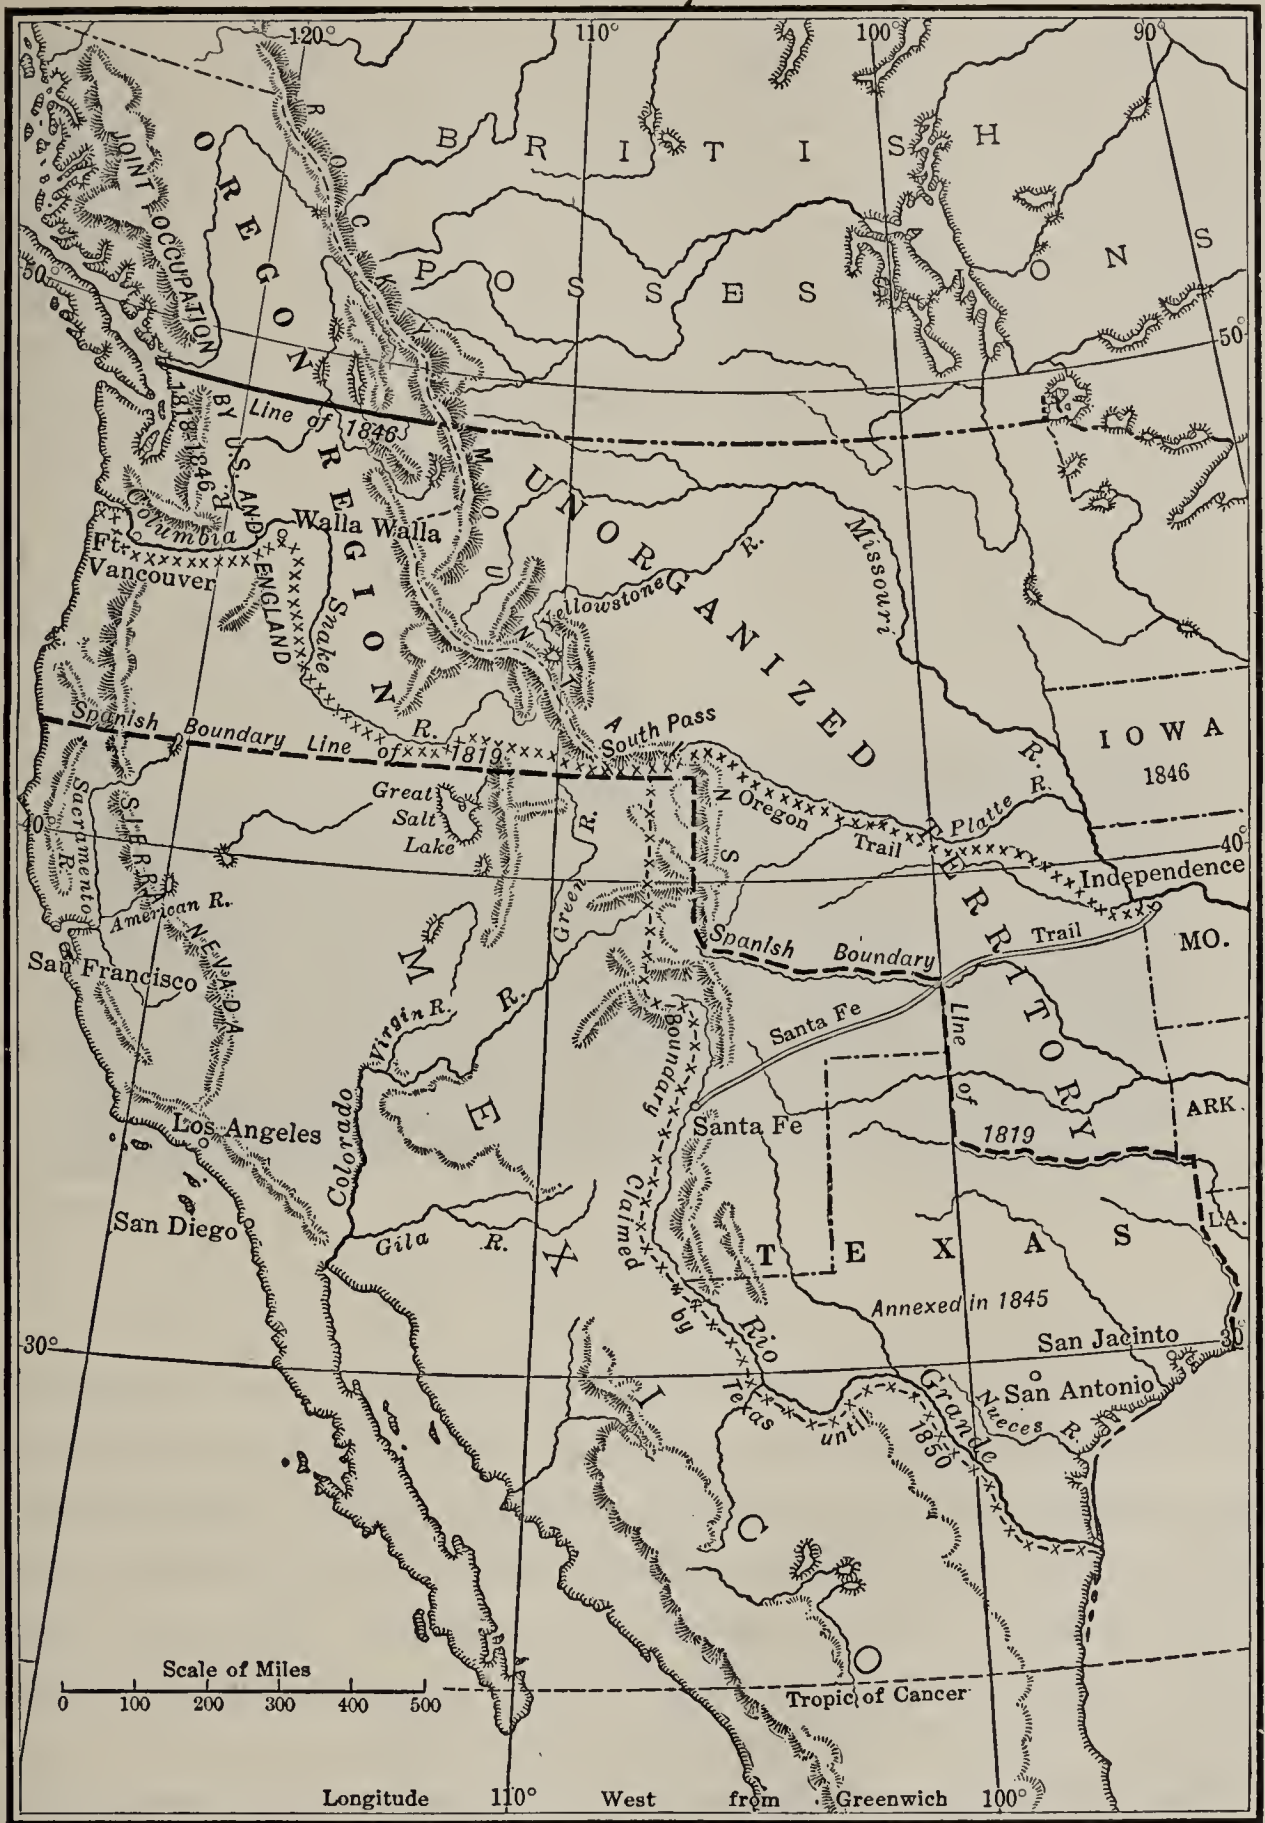 120°
110°
100°
90°
BRITISH
POSSESSIONS
ROCKY MOUNTAINS
OREGON REGION
JOINT OCCUPATION
BY U.S. AND ENGLAND
1818-1846
50°
50°
Line of 1846
Columbia R.
Walla Walla
Ft. Vancouver
Snake R.
UNORGANIZED TERRITORY
Missouri R.
Yellowstone R.
South Pass
Spanish Boundary Line of 1819
IOWA
1846
Platte R.
Oregon Trail
Great Salt Lake
Green R.
Sacramento R.
SIERRA NEVADA
American R.
40°
40°
Independence
MO.
Spanish Boundary Line of 1819
Santa Fe Trail
San Francisco
Virgin R.
Colorado R.
MEXICO
Santa Fe
ARK.
LA.
Los Angeles
San Diego
Gila R.
Boundary Claimed by Texas until 1850
TEXAS
Annexed in 1845
San Jacinto
San Antonio
Rio Grande
Nueces R.
30°
30°
Scale of Miles
0 100 200 300 400 500
Tropic of Cancer
Longitude 110° West from Greenwich 100°